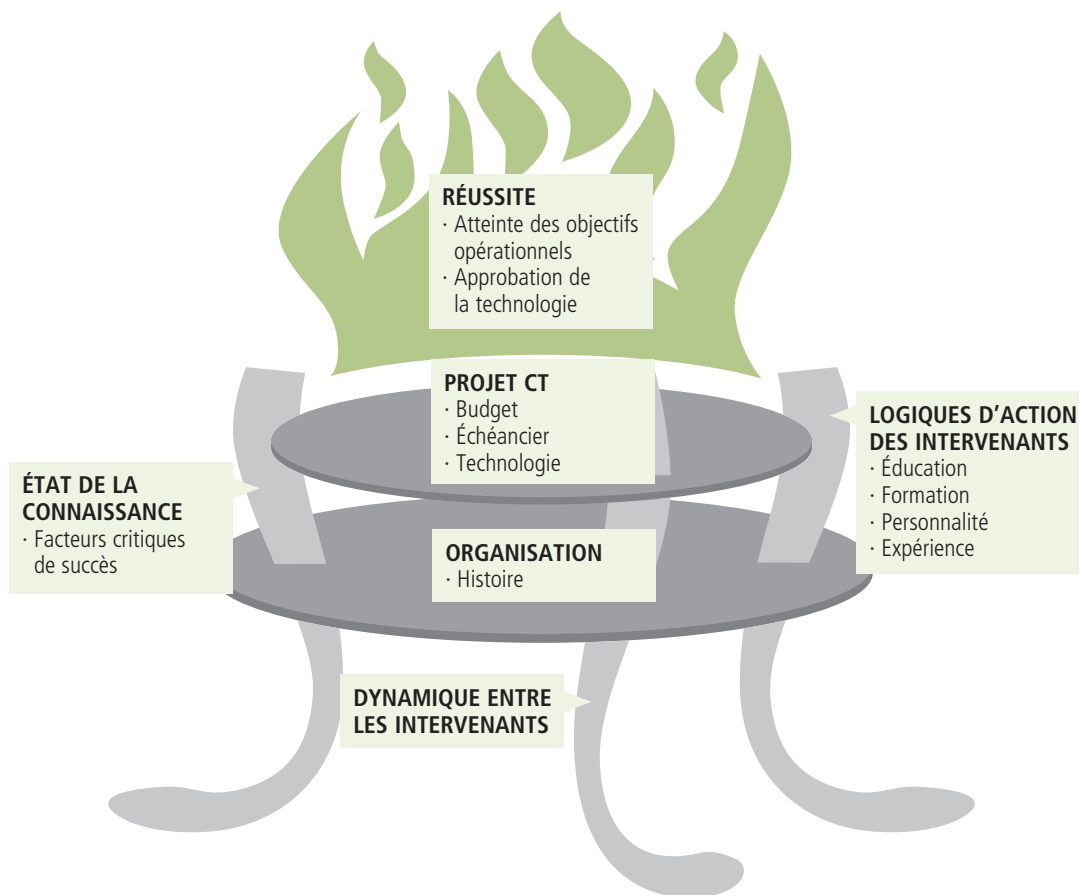 RÉUSSITE
· Atteinte des objectifs
opérationnels
· Approbation de
la technologie
PROJET CT
· Budget
· Échéancier
· Technologie
LOGIQUES D'ACTION
DES INTERVENANTS
· Éducation
· Formation
· Personnalité
· Expérience
ÉTAT DE LA
CONNAISSANCE
· Facteurs critiques
de succès
ORGANISATION
· Histoire
DYNAMIQUE ENTRE
LES INTERVENANTS